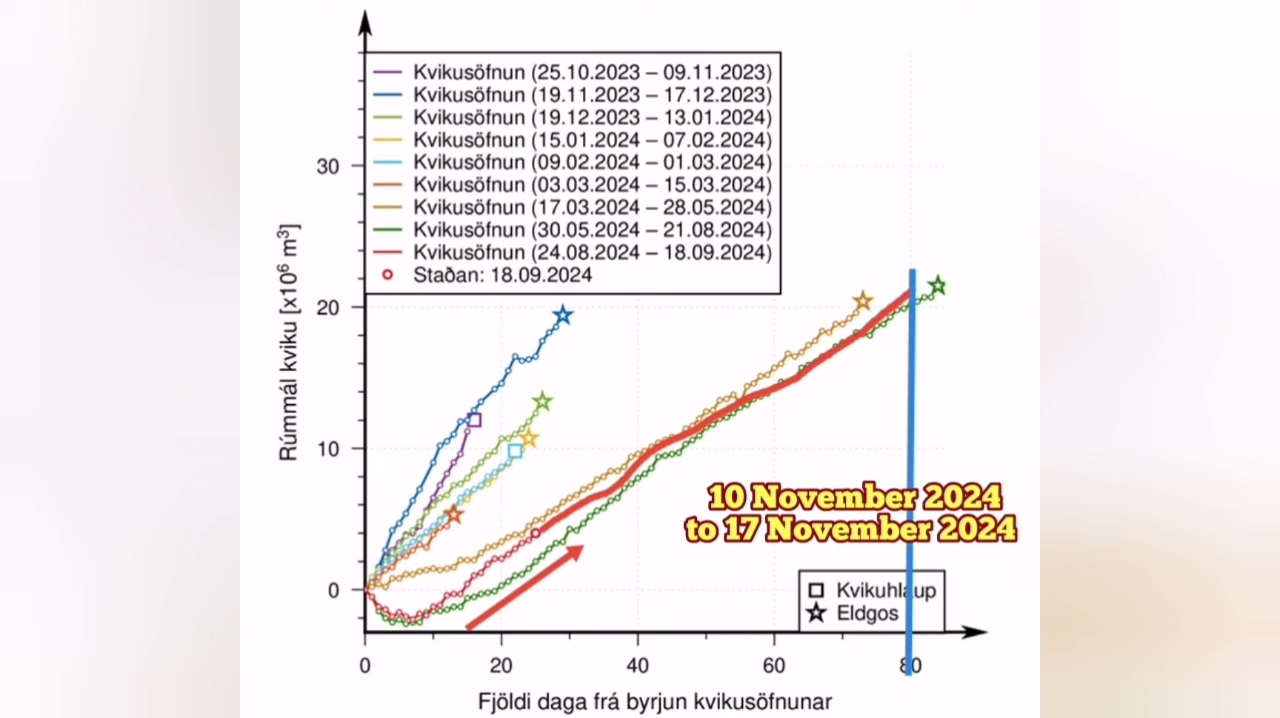 Kvikusöfnun (25.10.2023 – 09.11.2023)
Kvikusöfnun (19.11.2023 – 17.12.2023)
Kvikusöfnun (19.12.2023 – 13.01.2024)
Kvikusöfnun (15.01.2024 – 07.02.2024)
Kvikusöfnun (09.02.2024 – 01.03.2024)
Kvikusöfnun (03.03.2024 – 15.03.2024)
Kvikusöfnun (17.03.2024 – 28.05.2024)
Kvikusöfnun (30.05.2024 – 21.08.2024)
Kvikusöfnun (24.08.2024 – 18.09.2024)
Staðan: 18.09.2024
Rúmmál kviku [x10⁶ m³]
30
20
10
0
10 November 2024
to 17 November 2024
Kvikuhlaup
Eldgos
0 20 40 60 80
Fjöldi daga frá byrjun kvikusöfnunar